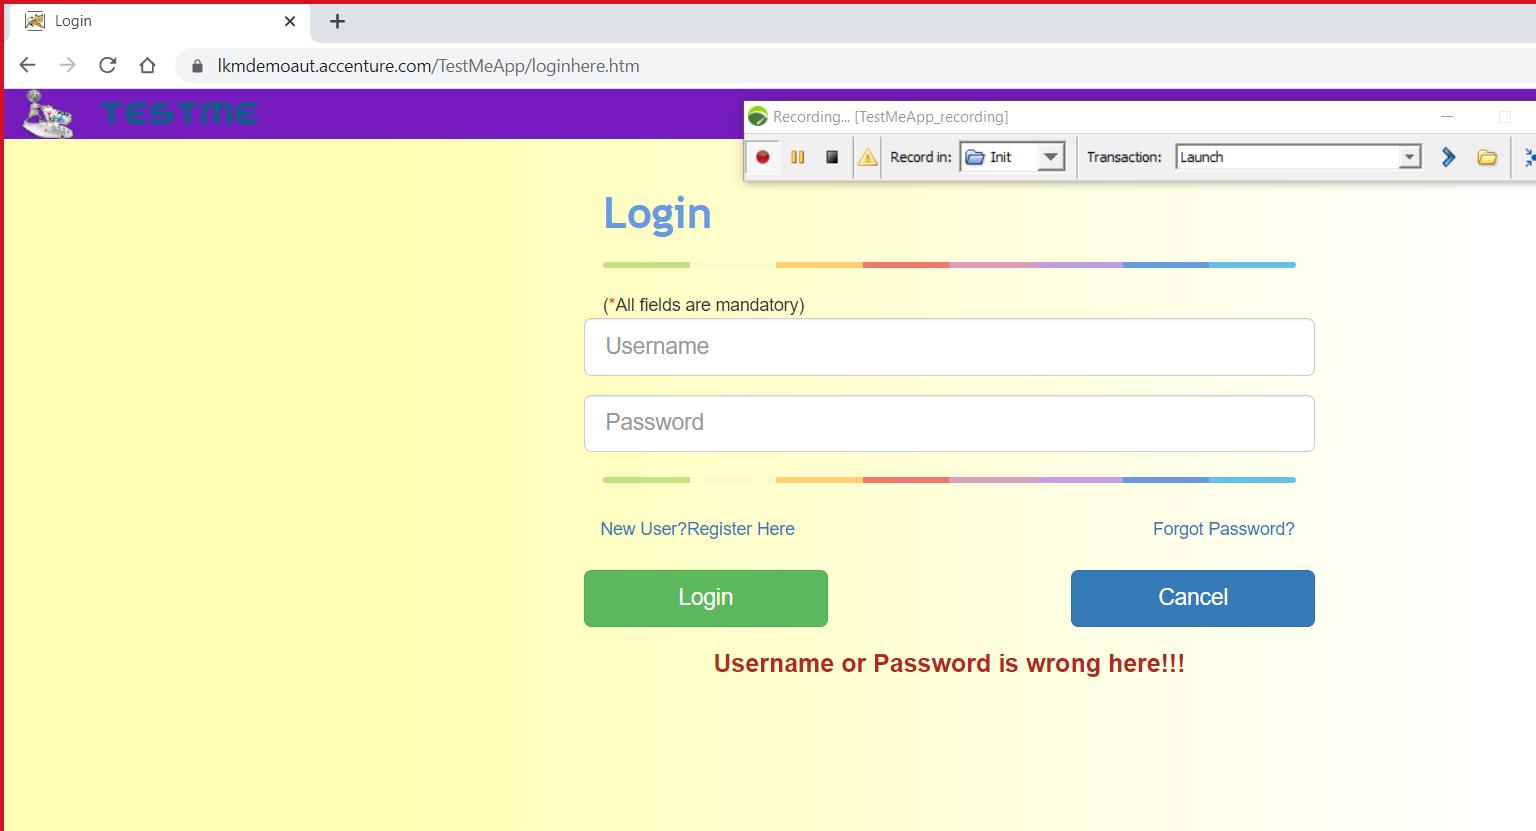 Login
lkmdemoaut.accenture.com/TestMeApp/loginhere.htm
TESTME
Recording... [TestMeApp_recording]
Record in: Init Transaction: Launch
Login
(*All fields are mandatory)
Username
Password
New User?Register Here Forgot Password?
Login Cancel
Username or Password is wrong here!!!